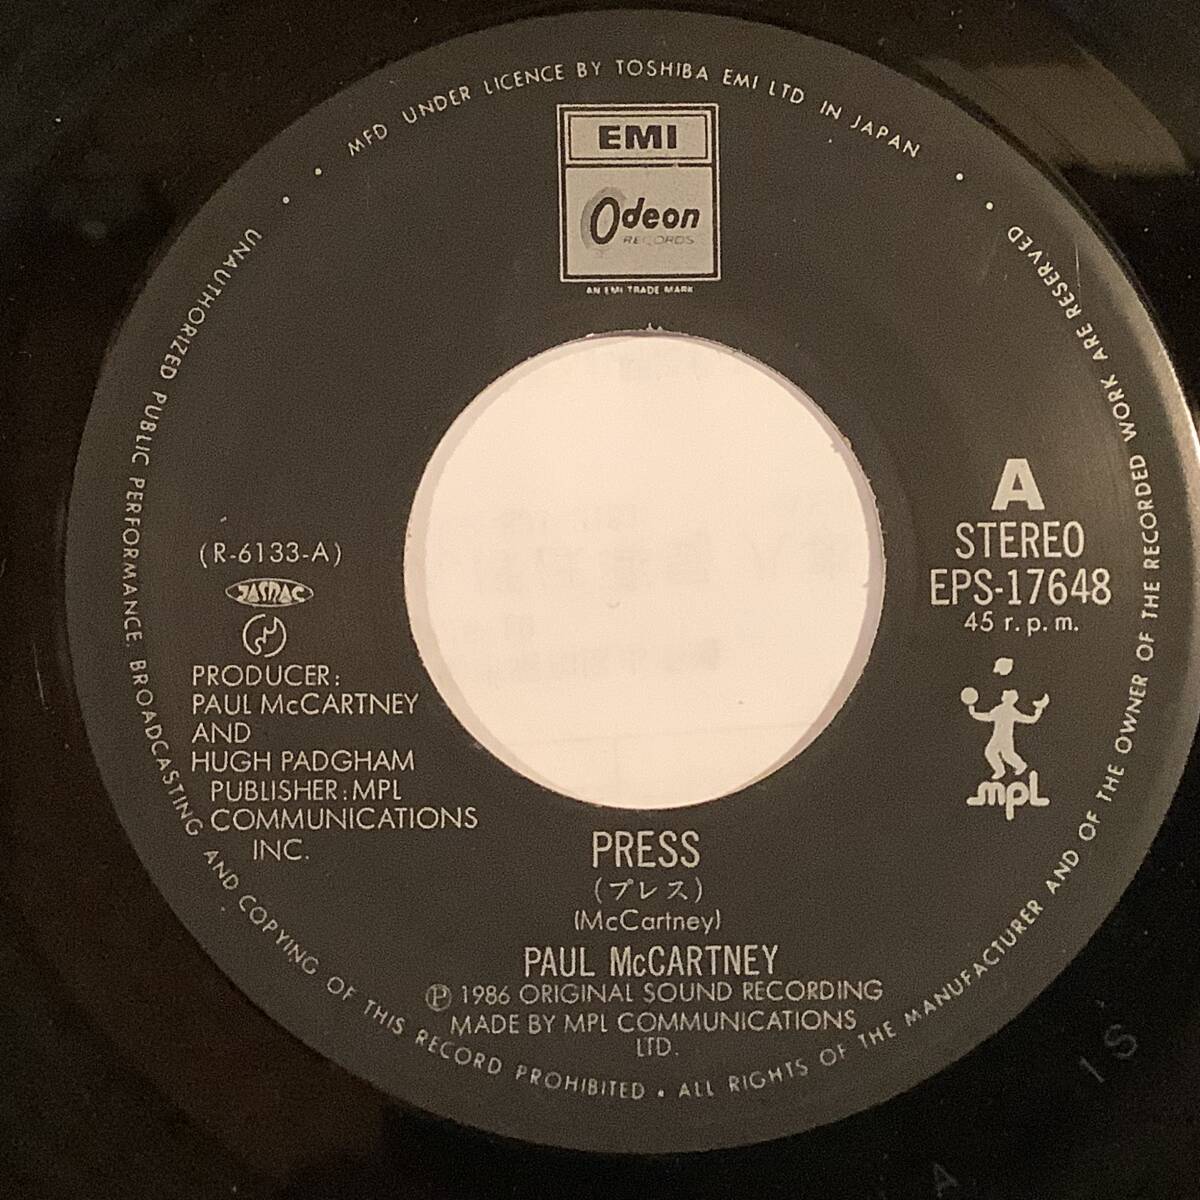 MFD UNDER LICENCE BY TOSHIBA EMI LTD IN JAPAN
EMI
Odeon
RECORDS
AN EMI TRADE MARK
(R-6133-A)
JASRAC
PRODUCER:
PAUL McCARTNEY
AND
HUGH PADGHAM
PUBLISHER:MPL
COMMUNICATIONS
INC.
A
STEREO
EPS-17648
45 r.p.m.
mpL
PRESS
(プレス)
(McCartney)
PAUL McCARTNEY
Ⓟ 1986 ORIGINAL SOUND RECORDING
MADE BY MPL COMMUNICATIONS
LTD.
UNAUTHORIZED PUBLIC PERFORMANCE. BROADCASTING AND COPYING OF THIS RECORD PROHIBITED • ALL RIGHTS OF THE MANUFACTURER AND OF THE OWNER OF THE RECORDED WORK ARE RESERVED
1S
A